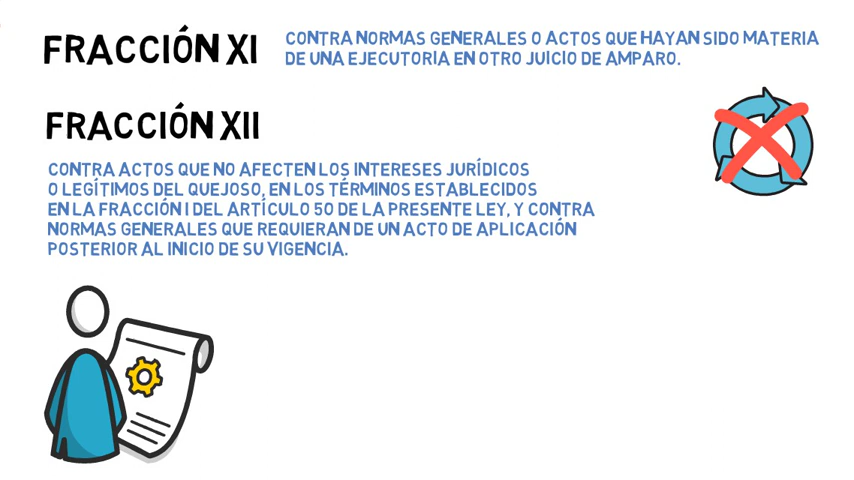 FRACCIÓN XI
CONTRA NORMAS GENERALES O ACTOS QUE HAYAN SIDO MATERIA
DE UNA EJECUTORIA EN OTRO JUICIO DE AMPARO.
FRACCIÓN XII
CONTRA ACTOS QUE NO AFECTEN LOS INTERESES JURÍDICOS
O LEGÍTIMOS DEL QUEJOSO, EN LOS TÉRMINOS ESTABLECIDOS
EN LA FRACCIÓN I DEL ARTÍCULO 5O DE LA PRESENTE LEY, Y CONTRA
NORMAS GENERALES QUE REQUIERAN DE UN ACTO DE APLICACIÓN
POSTERIOR AL INICIO DE SU VIGENCIA.